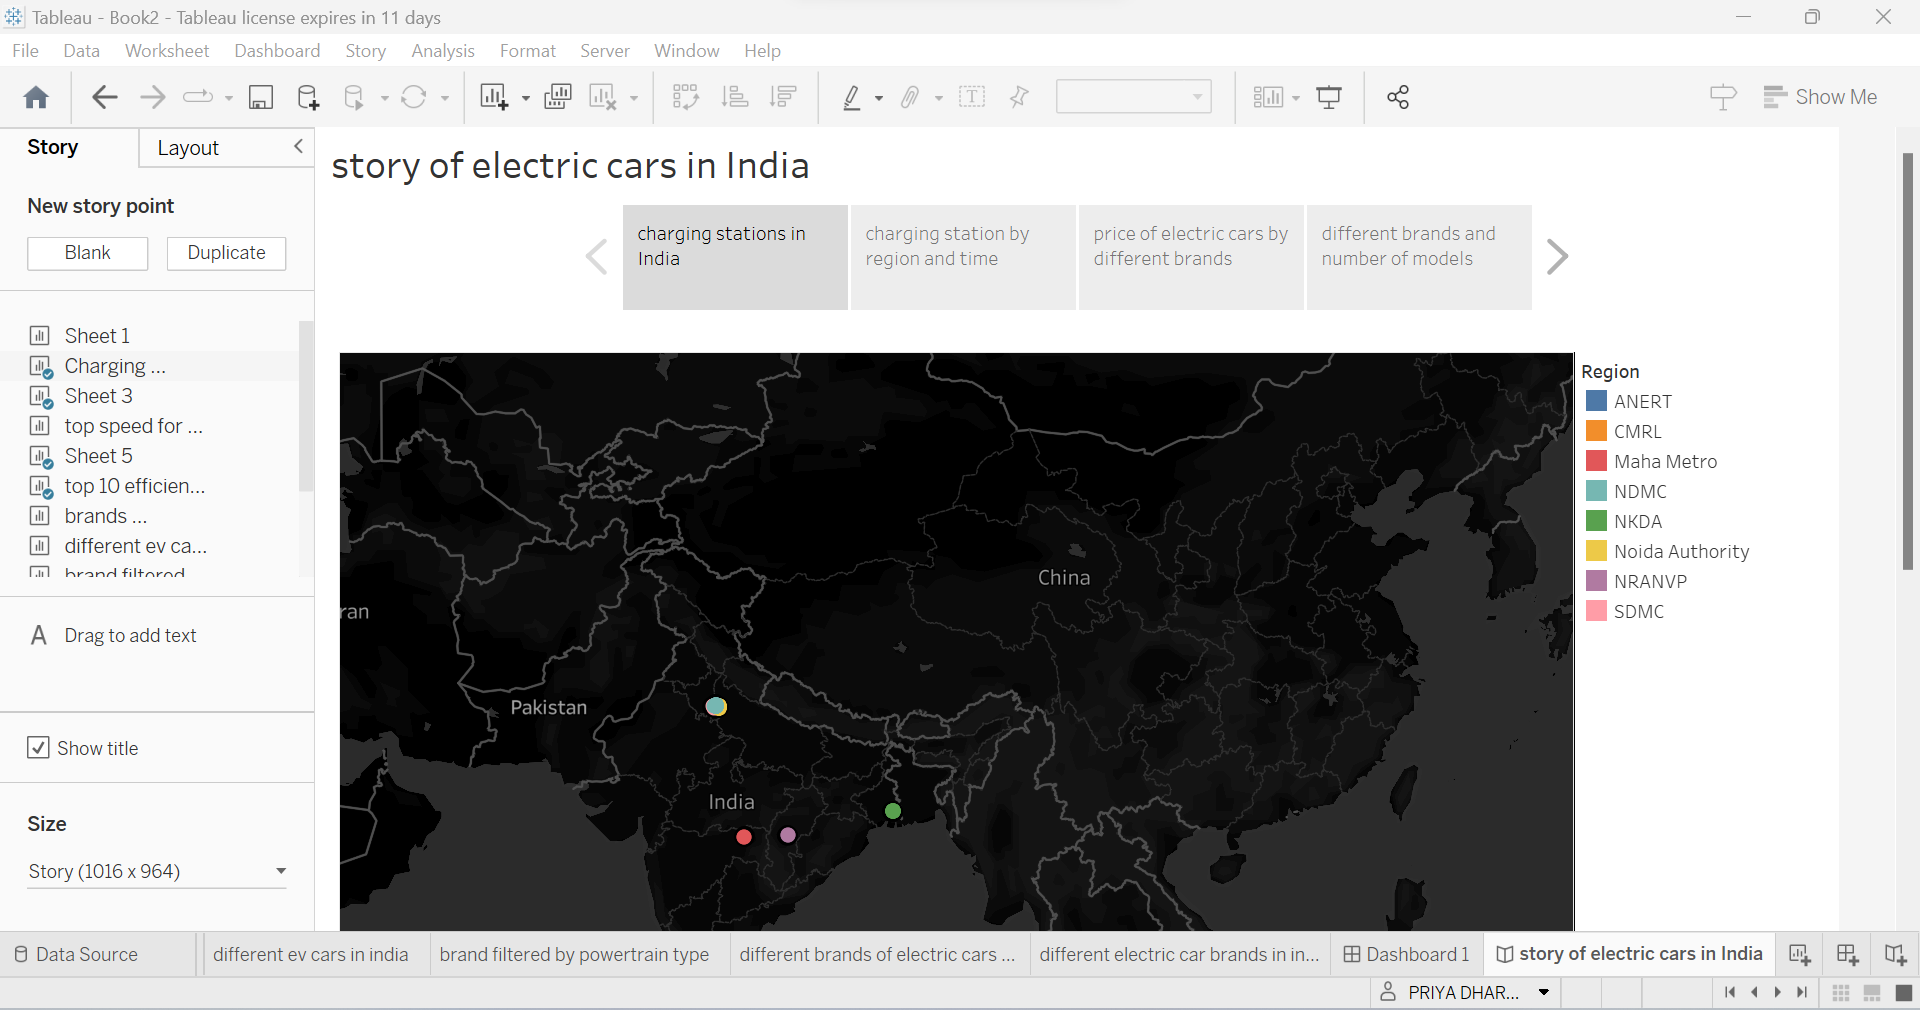 Tableau - Book2 - Tableau license expires in 11 days
File Data Worksheet Dashboard Story Analysis Format Server Window Help
Show Me
Story
Layout
New story point
Blank
Duplicate
Sheet 1
Charging ...
Sheet 3
top speed for ...
Sheet 5
top 10 efficien...
brands ...
different ev ca...
brand filtered
A Drag to add text
Show title
Size
Story (1016 x 964)
story of electric cars in India
charging stations in
India
charging station by
region and time
price of electric cars by
different brands
different brands and
number of models
ran
Pakistan
India
China
Region
ANERT
CMRL
Maha Metro
NDMC
NKDA
Noida Authority
NRANVP
SDMC
Data Source
different ev cars in india
brand filtered by powertrain type
different brands of electric cars ...
different electric car brands in in...
Dashboard 1
story of electric cars in India
PRIYA DHAR...